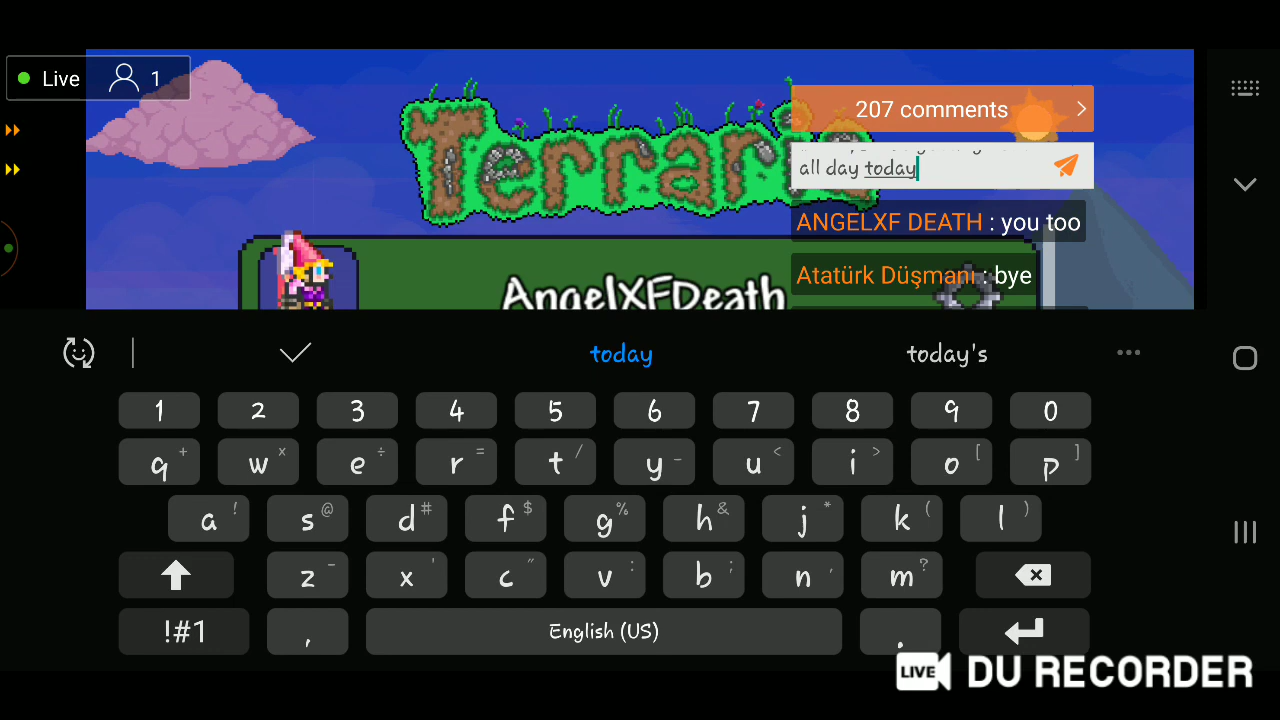 Live 1
Terraria
207 comments
all day today
ANGELXF DEATH : you too
Atatürk Düşmanı : bye
AngelXFDeath
today today's
1 2 3 4 5 6 7 8 9 0
q + w x e ÷ r = t / y - u < i > o [ p ]
a ! s @ d # f $ g % h & j * k ( l )
z - x ' c " v : b ; n , m ?
!#1 , English (US) .
LIVE DU RECORDER